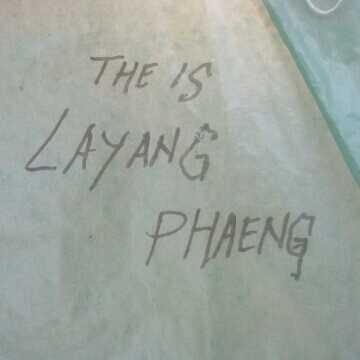 THE IS
LAYANG
PHAENG